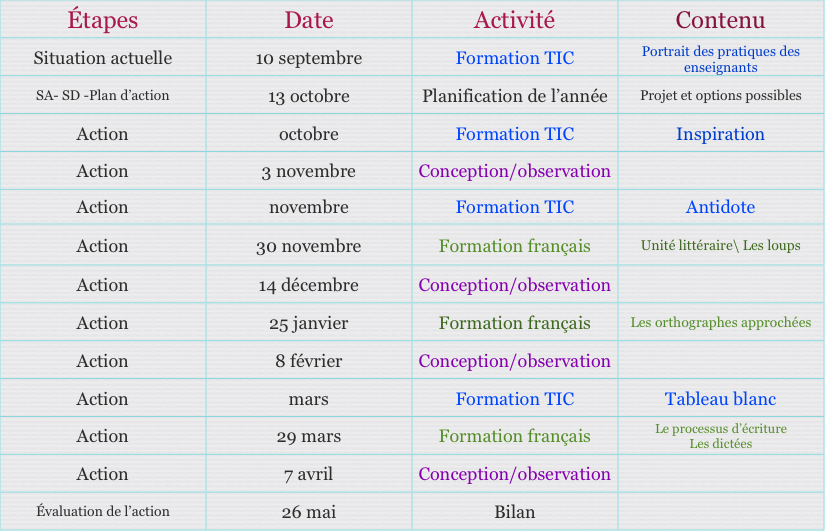 Étapes Date Activité Contenu
Situation actuelle 10 septembre Formation TIC Portrait des pratiques des
enseignants
SA- SD -Plan d'action 13 octobre Planification de l'année Projet et options possibles
Action octobre Formation TIC Inspiration
Action 3 novembre Conception/observation
Action novembre Formation TIC Antidote
Action 30 novembre Formation français Unité littéraire\ Les loups
Action 14 décembre Conception/observation
Action 25 janvier Formation français Les orthographes approchées
Action 8 février Conception/observation
Action mars Formation TIC Tableau blanc
Action 29 mars Formation français Le processus d'écriture
Les dictées
Action 7 avril Conception/observation
Évaluation de l'action 26 mai Bilan